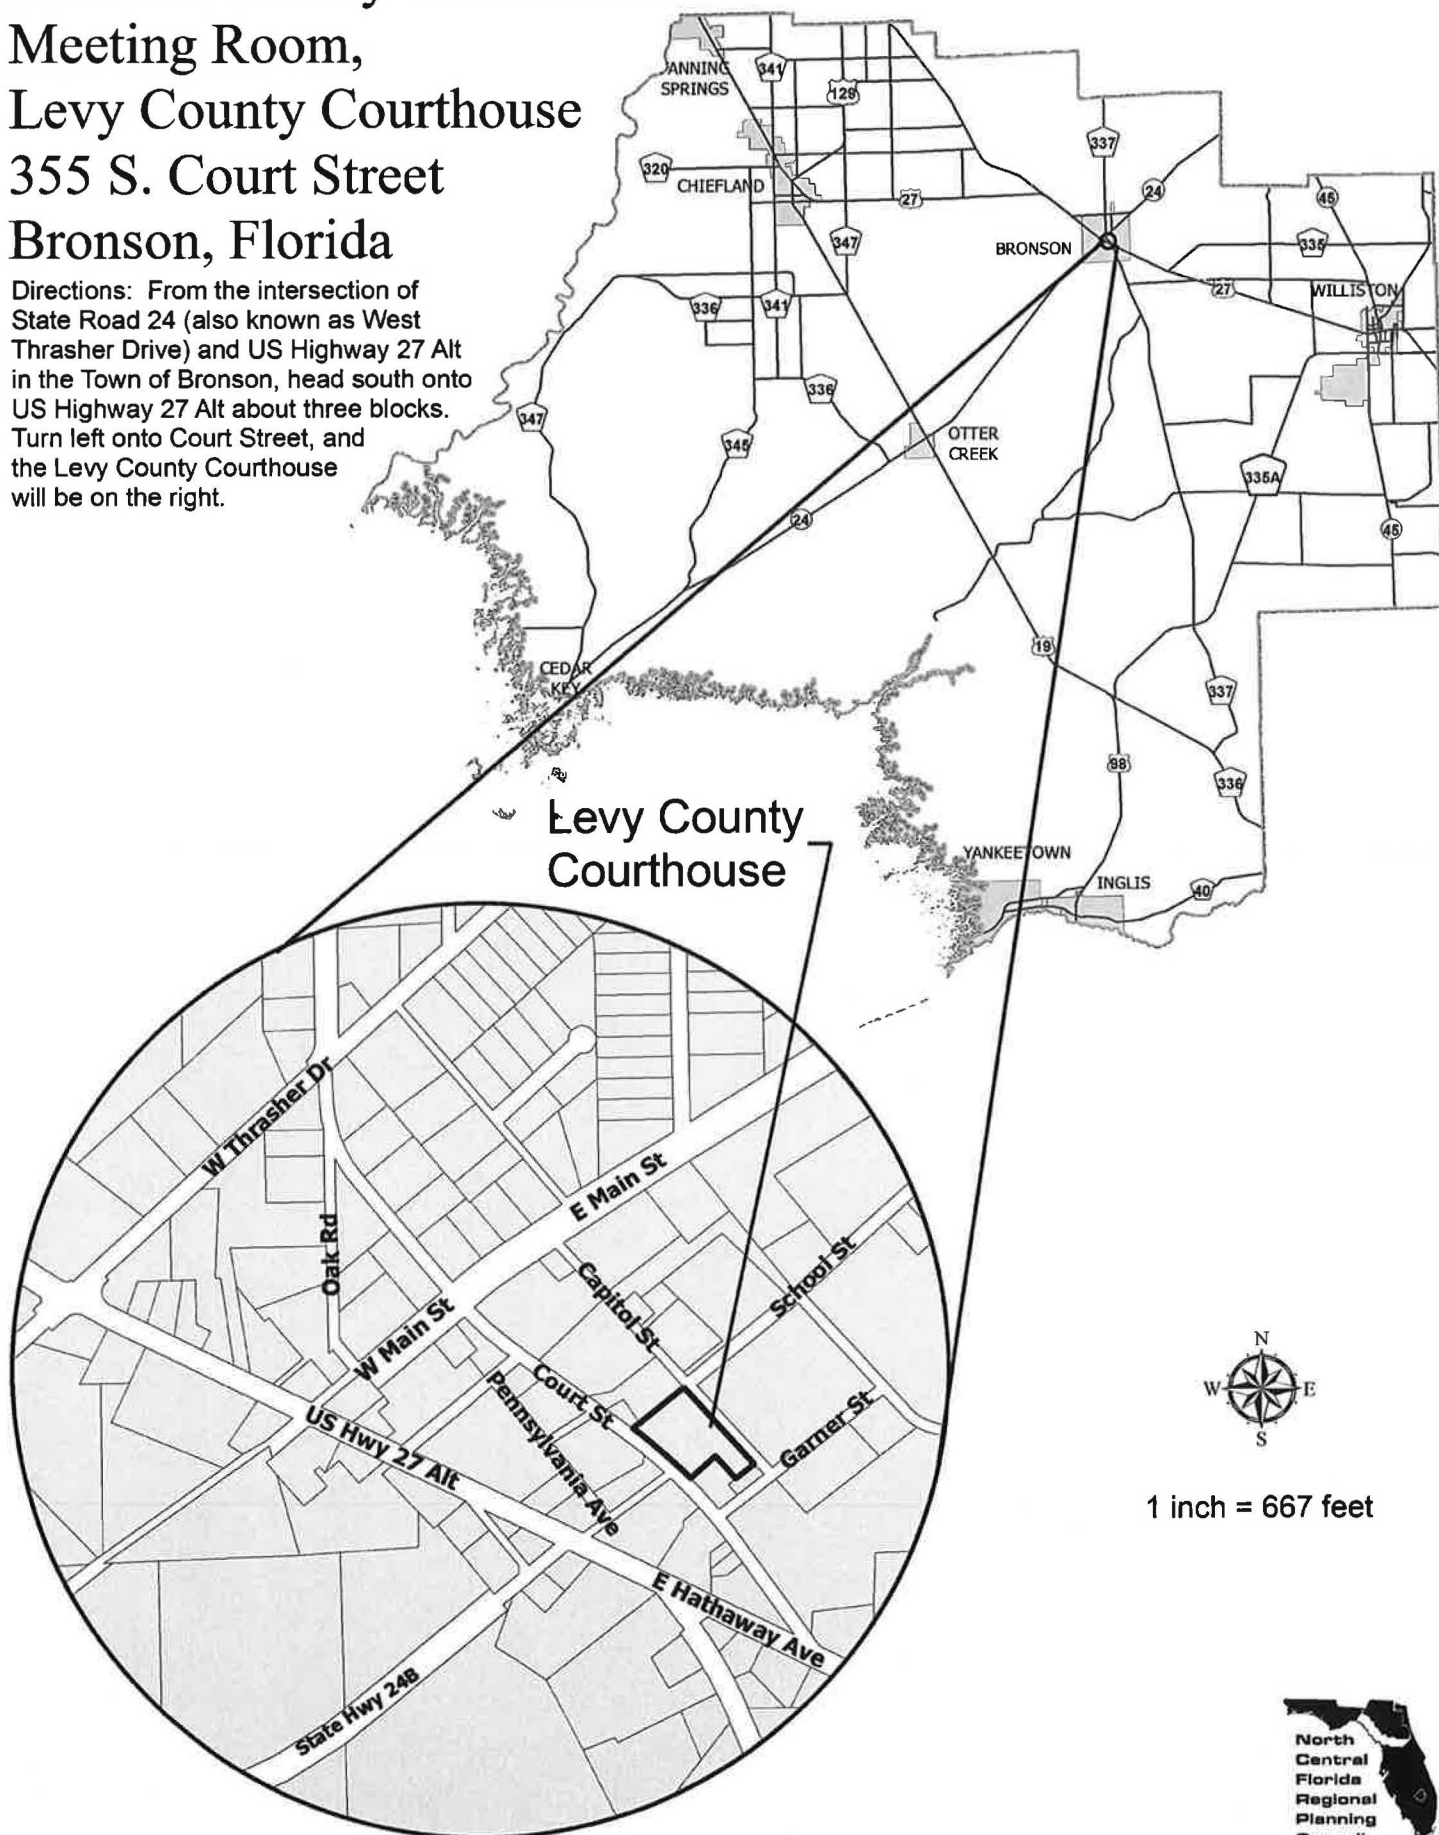 Meeting Room,
Levy County Courthouse
355 S. Court Street
Bronson, Florida
Directions: From the intersection of
State Road 24 (also known as West
Thrasher Drive) and US Highway 27 Alt
in the Town of Bronson, head south onto
US Highway 27 Alt about three blocks.
Turn left onto Court Street, and
the Levy County Courthouse
will be on the right.
ANNING
SPRINGS
341
129
320
CHIEFLAND
27
337
24
45
347
BRONSON
335
27
WILLISTON
336
341
336
347
345
OTTER
CREEK
335A
24
45
19
CEDAR
KEY
337
98
336
YANKEETOWN
INGLIS
40
Levy County
Courthouse
W Thrasher Dr
Oak Rd
E Main St
W Main St
Capitol St
School St
Court St
Pennsylvania Ave
Garner St
US Hwy 27 Alt
E Hathaway Ave
State Hwy 24B
N
W E
S
1 inch = 667 feet
North
Central
Florida
Regional
Planning